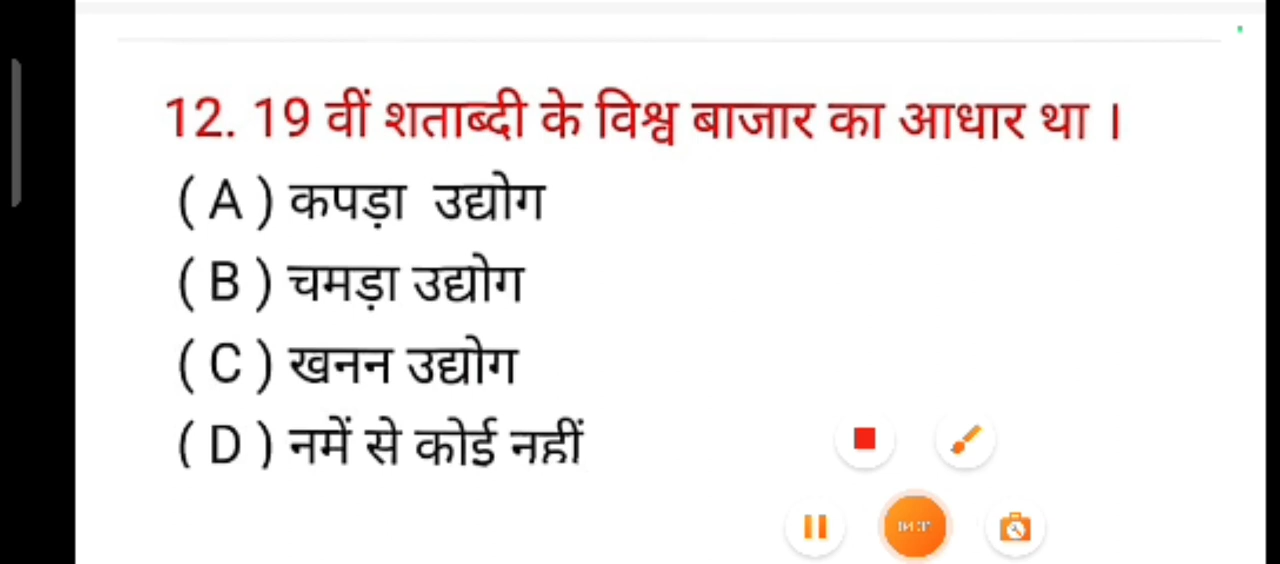 12. 19 वीं शताब्दी के विश्व बाजार का आधार था ।
( A ) कपड़ा उद्योग
( B ) चमड़ा उद्योग
( C ) खनन उद्योग
( D ) नमें से कोई नहीं